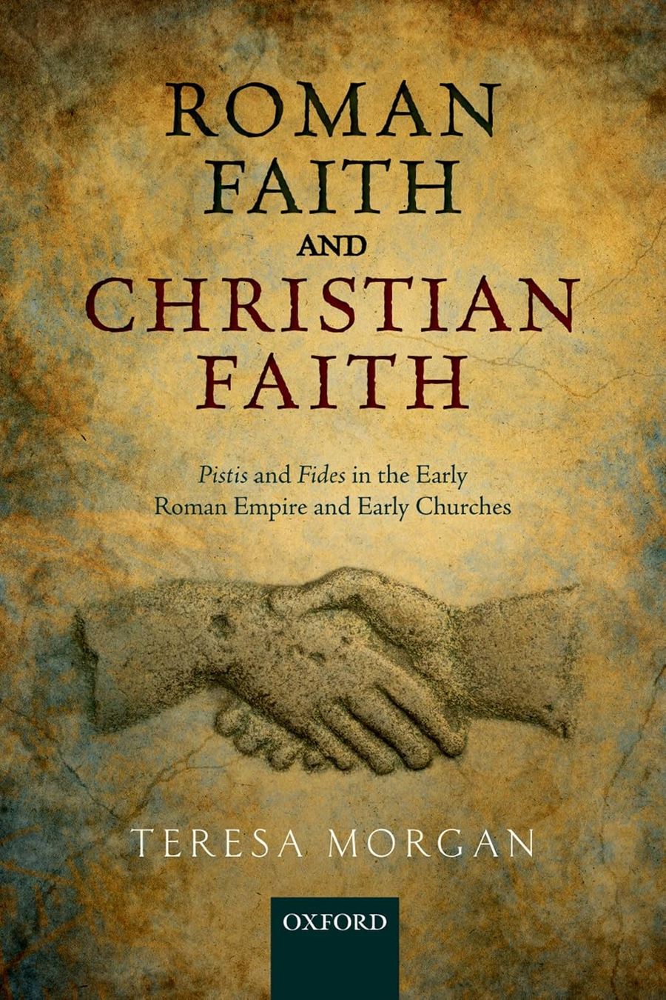 ROMAN
FAITH
AND
CHRISTIAN
FAITH
Pistis and Fides in the Early
Roman Empire and Early Churches
TERESA MORGAN
OXFORD